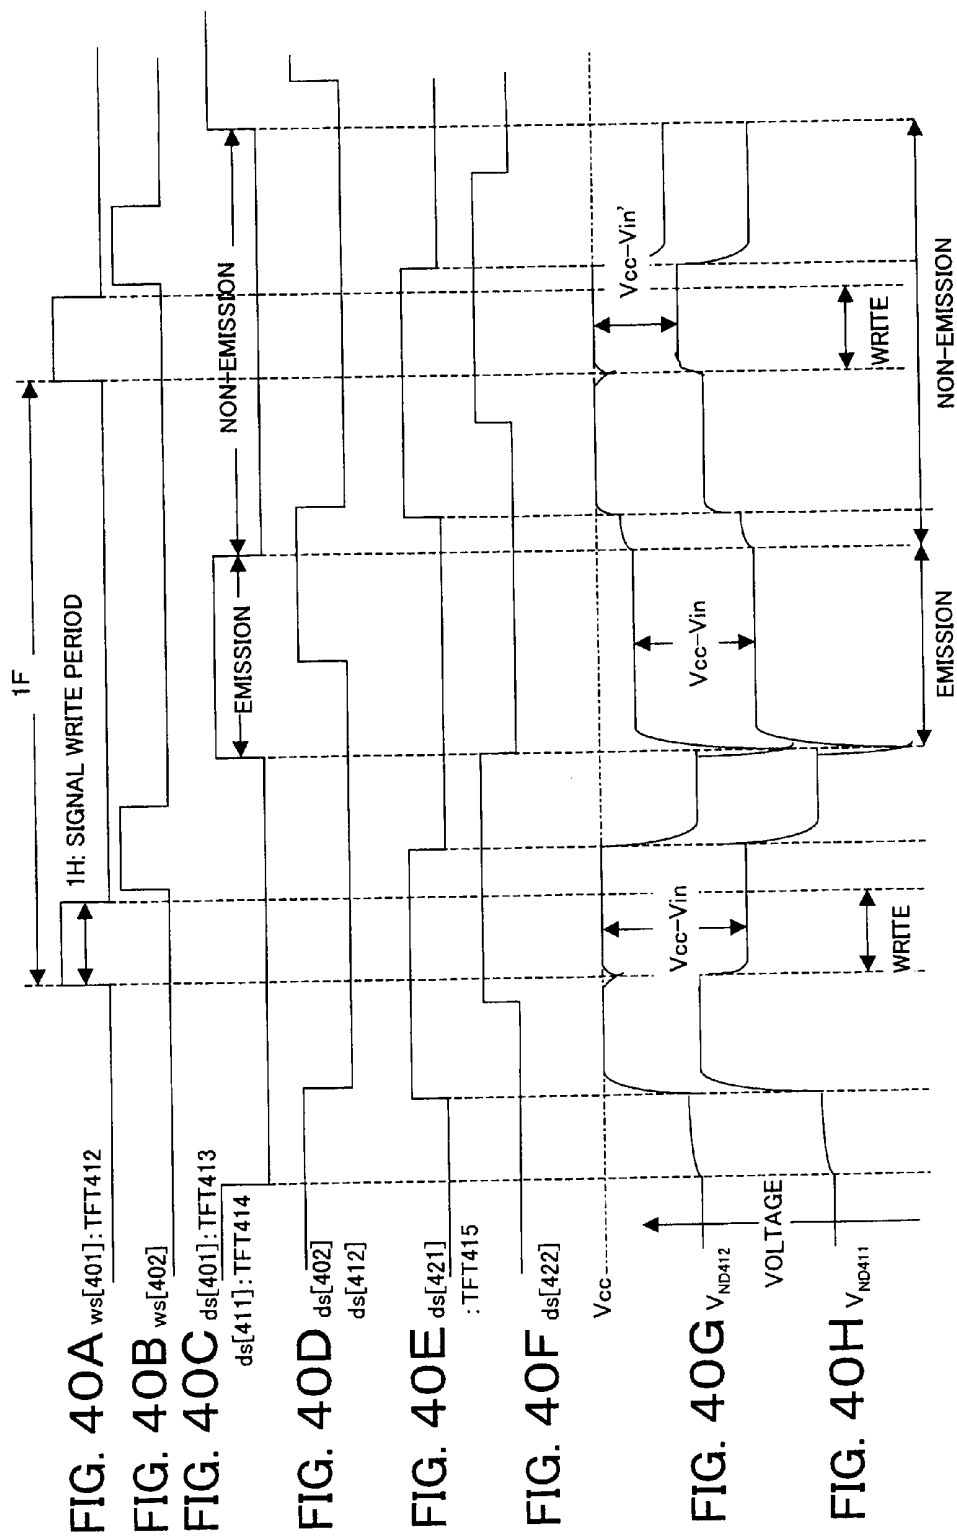 FIG. 40A ws[401]:TFT412
FIG. 40B ws[402]
FIG. 40C ds[401]:TFT413
ds[411]:TFT414
FIG. 40D ds[402]
ds[412]
FIG. 40E ds[421]
:TFT415
FIG. 40F ds[422]
Vcc
FIG. 40G VND412
VOLTAGE
FIG. 40H VND411
1F
1H: SIGNAL WRITE PERIOD
EMISSION
NON-EMISSION
Vcc-Vin
Vcc-Vin
Vcc-Vin'
WRITE
WRITE
EMISSION
NON-EMISSION